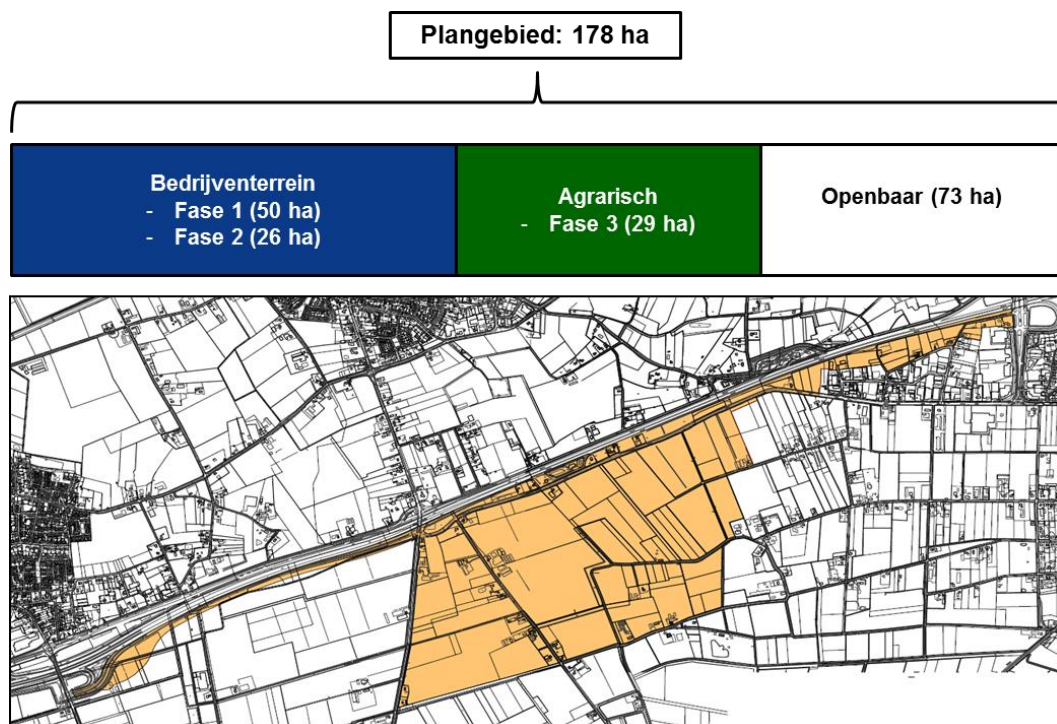 Plangebied: 178 ha
Bedrijventerrein
- Fase 1 (50 ha)
- Fase 2 (26 ha)
Agrarisch
- Fase 3 (29 ha)
Openbaar (73 ha)